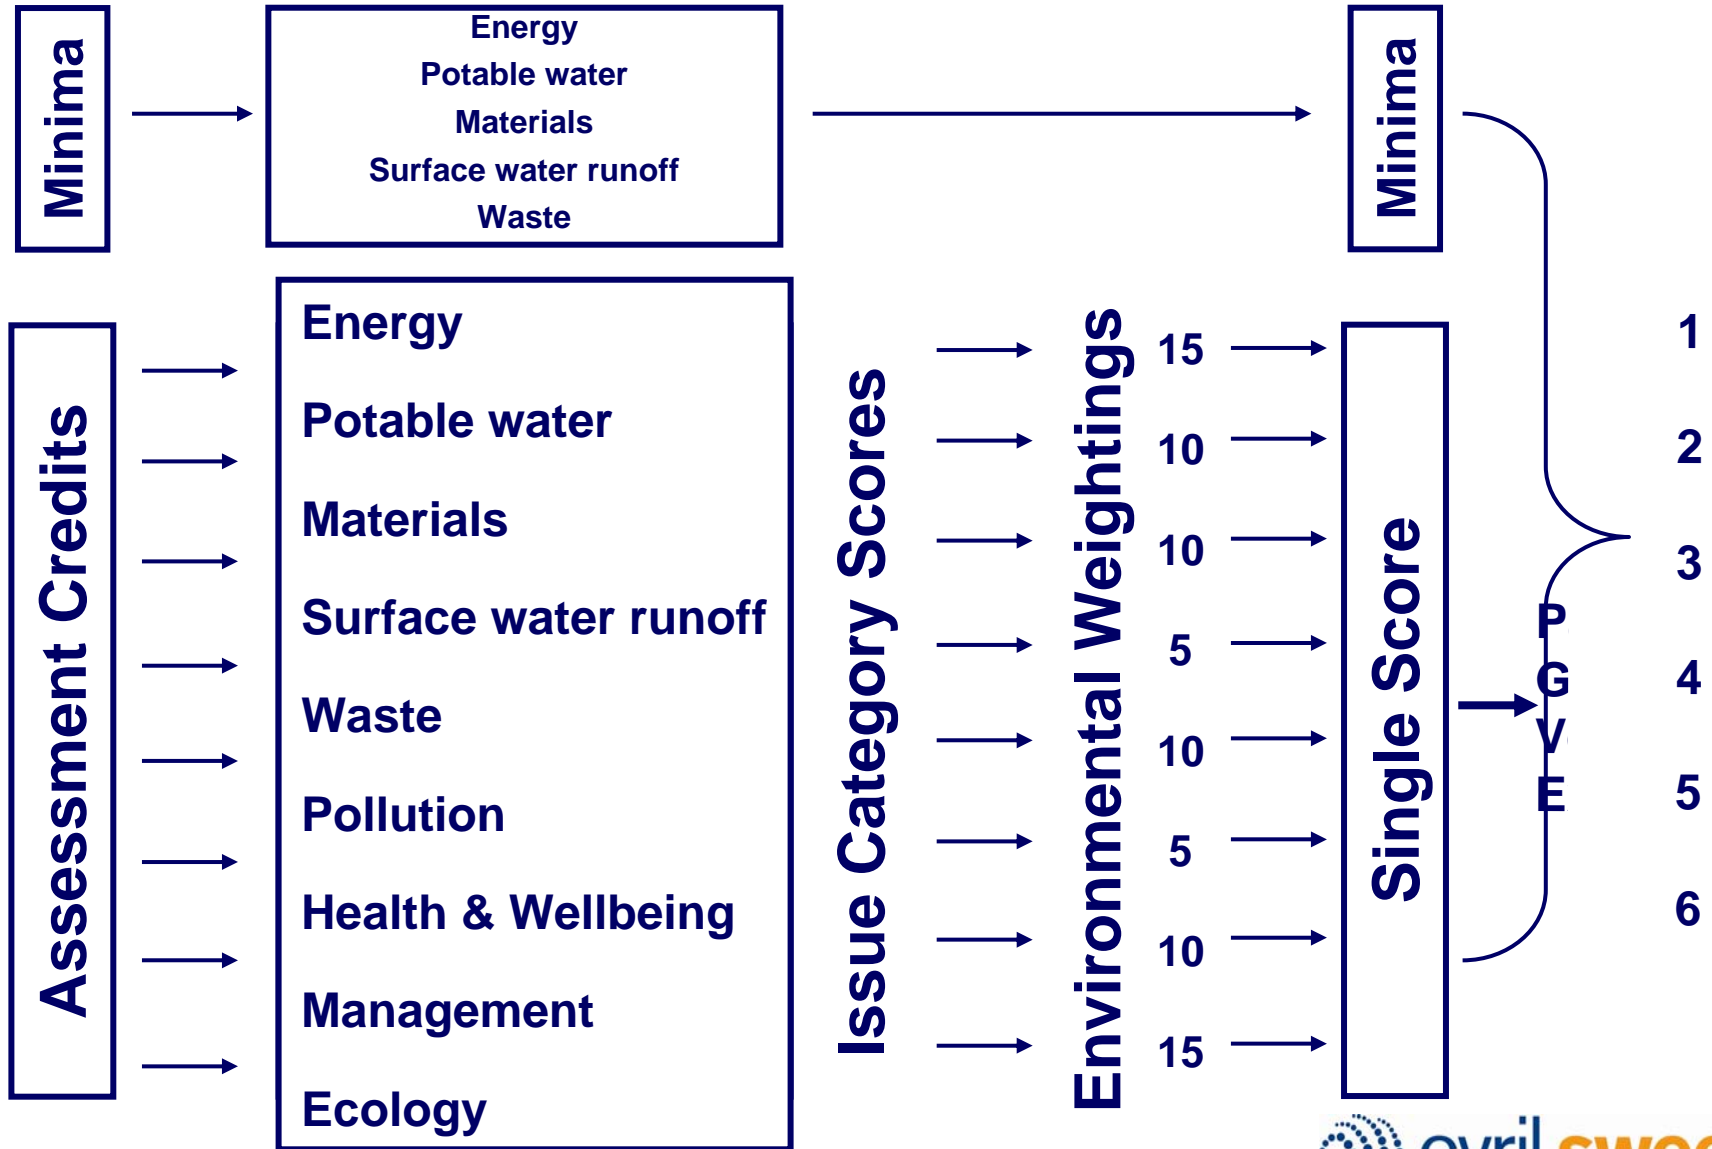 Minima
Energy
Potable water
Materials
Surface water runoff
Waste
Minima
Assessment Credits
Energy
Potable water
Materials
Surface water runoff
Waste
Pollution
Health & Wellbeing
Management
Ecology
Issue Category Scores
Environmental Weightings
15
10
10
5
10
5
10
15
Single Score
P
G
V
E
1
2
3
4
5
6